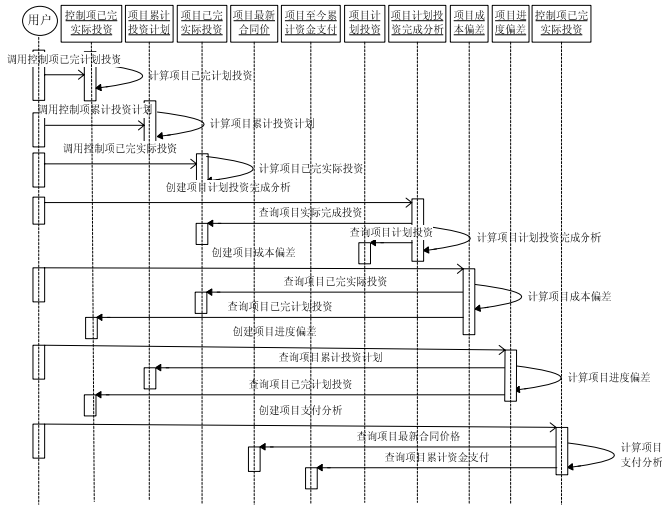 用户
控制项已完
实际投资
项目累计
投资计划
项目已完
实际投资
项目最新
合同价
项目至今累
计资金支付
项目计
划投资
项目计划投
资完成分析
项目成
本偏差
项目进
度偏差
控制项已完
实际投资
调用控制项已完计划投资
计算项目已完计划投资
调用控制项累计投资计划
计算项目累计投资计划
调用控制项已完实际投资
计算项目已完实际投资
创建项目计划投资完成分析
查询项目实际完成投资
查询项目计划投资
计算项目计划投资完成分析
创建项目成本偏差
查询项目已完实际投资
计算项目成本偏差
查询项目已完计划投资
创建项目进度偏差
查询项目累计投资计划
计算项目进度偏差
查询项目已完计划投资
创建项目支付分析
查询项目最新合同价格
计算项目
支付分析
查询项目累计资金支付